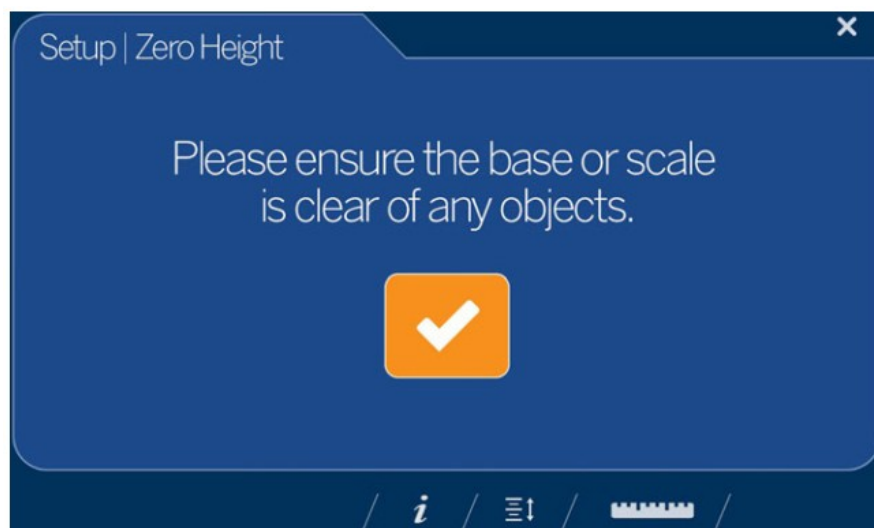 Setup | Zero Height
Please ensure the base or scale
is clear of any objects.
i